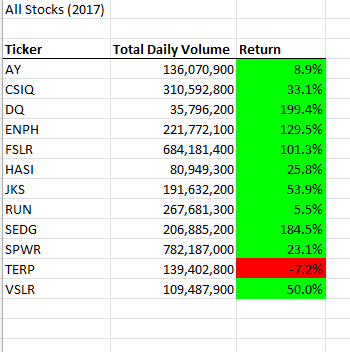 All Stocks (2017)
Ticker Total Daily Volume Return
AY 136,070,900 8.9%
CSIQ 310,592,800 33.1%
DQ 35,796,200 199.4%
ENPH 221,772,100 129.5%
FSLR 684,181,400 101.3%
HASI 80,949,300 25.8%
JKS 191,632,200 53.9%
RUN 267,681,300 5.5%
SEDG 206,885,200 184.5%
SPWR 782,187,000 23.1%
TERP 139,402,800 -7.2%
VSLR 109,487,900 50.0%